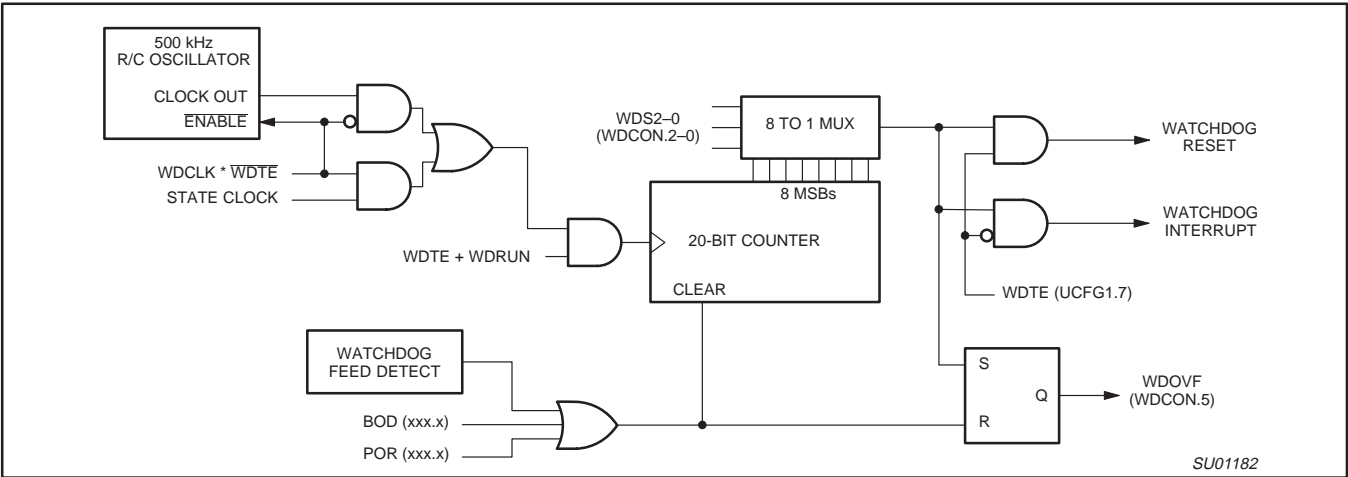 500 kHz
R/C OSCILLATOR
CLOCK OUT
ENABLE
WDCLK * WDTE
STATE CLOCK
WDTE + WDRUN
WDS2–0
(WDCON.2–0)
8 TO 1 MUX
8 MSBs
20-BIT COUNTER
CLEAR
WATCHDOG
RESET
WATCHDOG
INTERRUPT
WDTE (UCFG1.7)
WATCHDOG
FEED DETECT
BOD (xxx.x)
POR (xxx.x)
S
Q
R
WDOVF
(WDCON.5)
SU01182